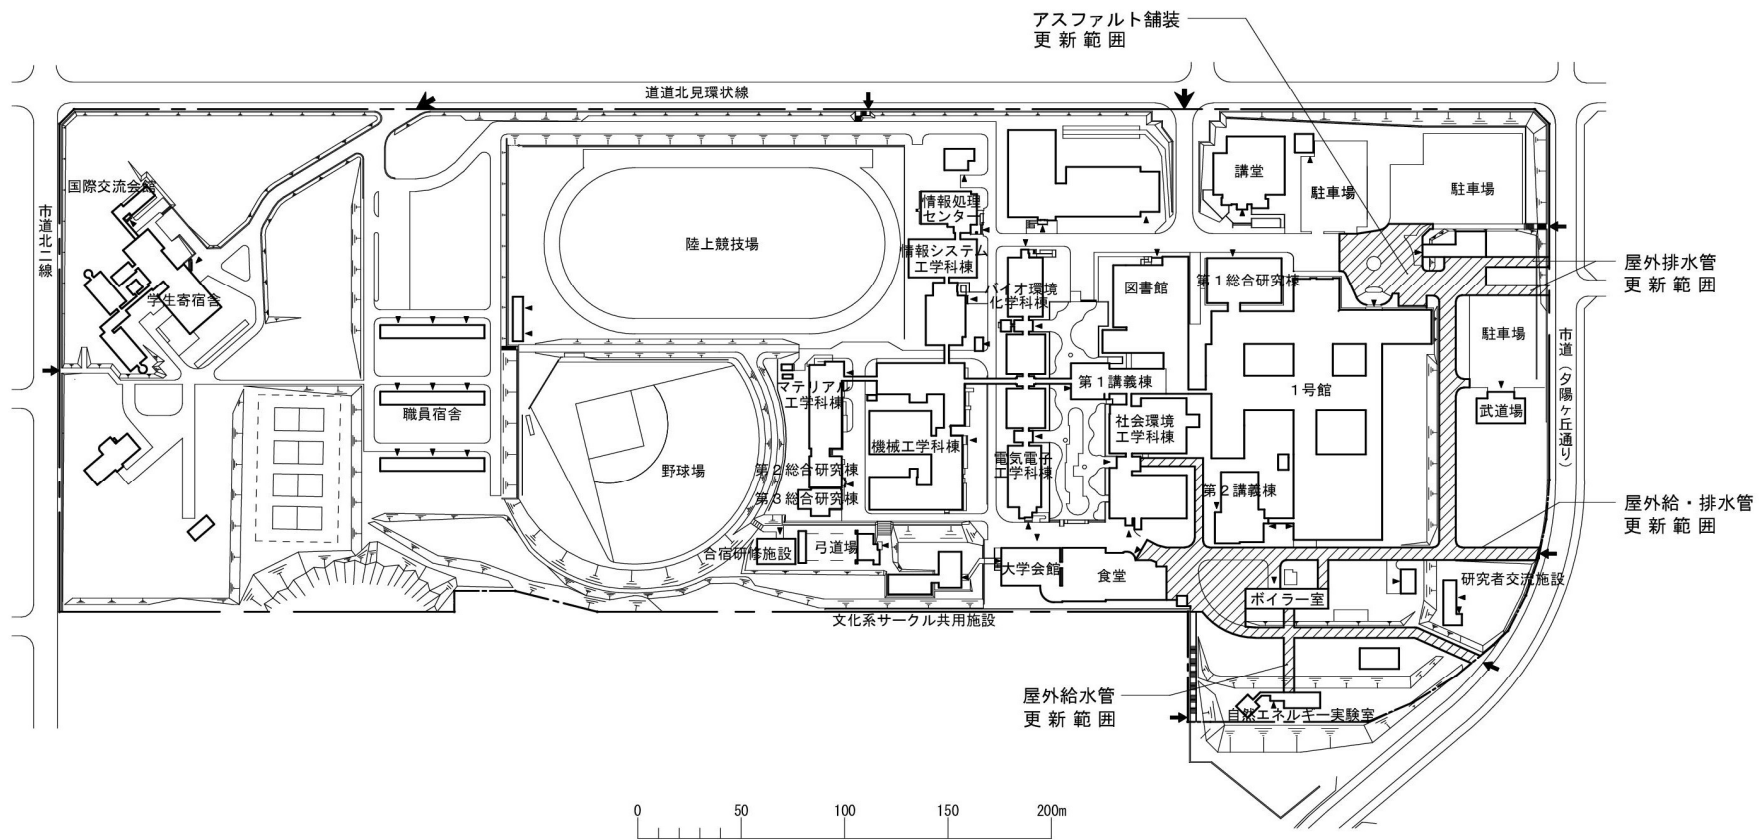 アスファルト舗装
更新範囲
道道北見環状線
国際交流会館
市道北二線
講堂
駐車場
駐車場
情報処理
センター
陸上競技場
情報システム
工学科棟
屋外排水管
更新範囲
学生寄宿舎
バイオ環境
化学科棟
図書館
第1総合研究棟
駐車場
市道(夕陽ヶ丘通り)
マテリアル
工学科棟
第1講義棟
1号館
職員宿舎
武道場
社会環境
工学科棟
機械工学科棟
野球場
第2総合研究棟
電気電子
工学科棟
第3総合研究棟
第2講義棟
屋外給・排水管
更新範囲
合宿研修施設
弓道場
大学会館
食堂
研究者交流施設
ボイラー室
文化系サークル共用施設
屋外給水管
更新範囲
自然エネルギー実験室
0 50 100 150 200m